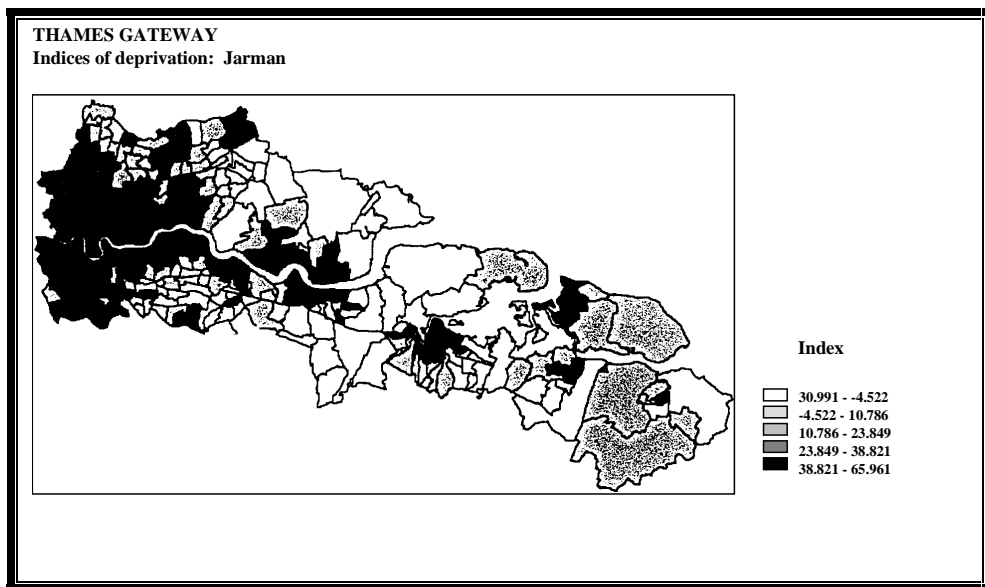 THAMES GATEWAY
Indices of deprivation: Jarman
Index
30.991 - -4.522
-4.522 - 10.786
10.786 - 23.849
23.849 - 38.821
38.821 - 65.961